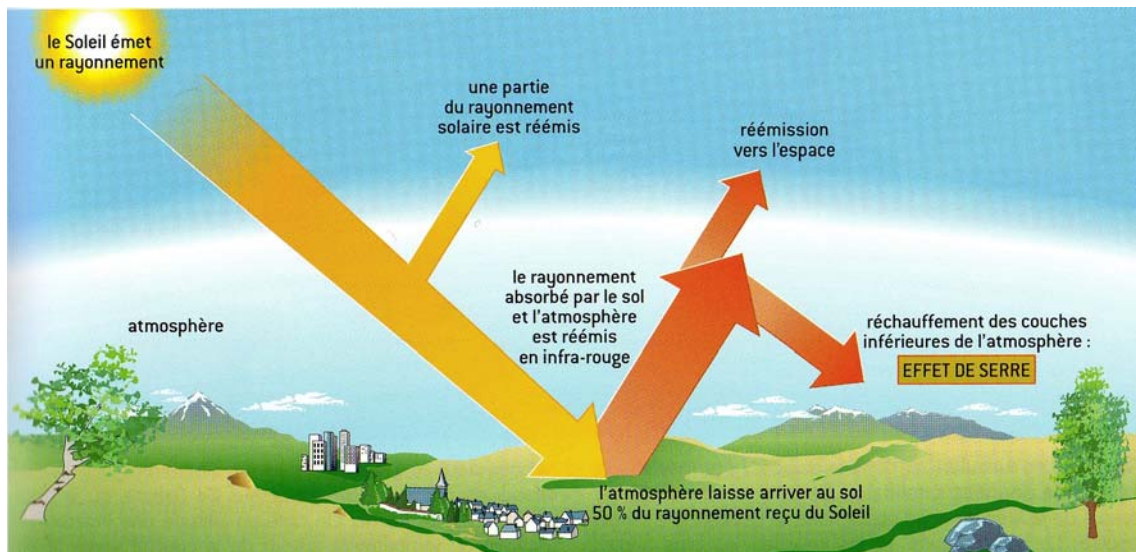 le Soleil émet
un rayonnement
une partie
du rayonnement
solaire est réémis
réémission
vers l'espace
le rayonnement
absorbé par le sol
et l'atmosphère
est réémis
en infra-rouge
atmosphère
réchauffement des couches
inférieures de l'atmosphère :
EFFET DE SERRE
l'atmosphère laisse arriver au sol
50 % du rayonnement reçu du Soleil